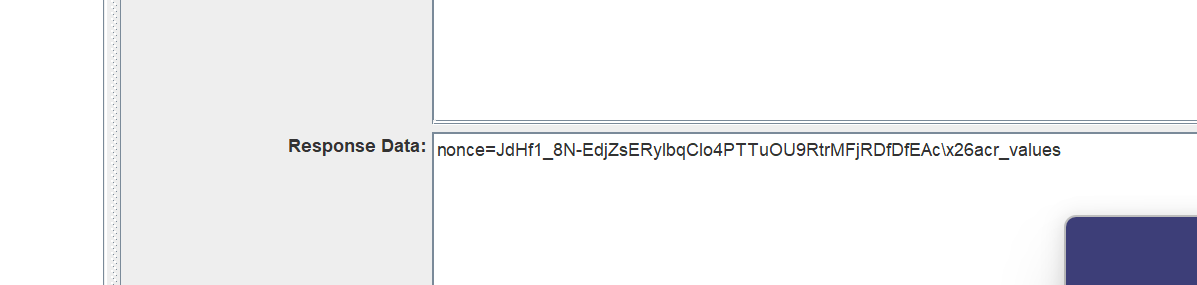 Response Data:
nonce=JdHf1_8N-EdjZsERylbqClo4PTTuOU9RtrMFjRDfDfEAc\x26acr_values